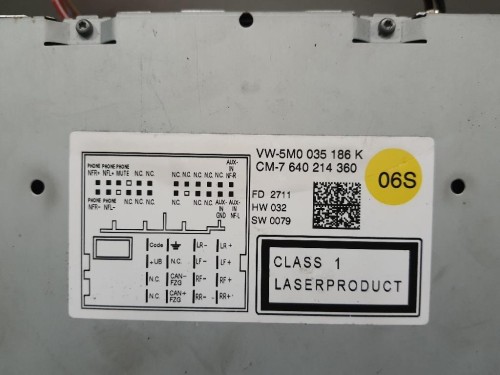 VW-5M0 035 186 K
CM-7 640 214 360
06S
FD 2711
HW 032
SW 0079
CLASS 1
LASERPRODUCT
PHONE PHONE PHONE AUX-
NFR+ NFL+ MUTE N.C. N.C. N.C. N.C. N.C. IN
NF-R
PHONE PHONE N.C. N.C. N.C. N.C. N.C. AUX- AUX-
NFR- NFL- IN IN
GND NF-L
Code LR- LR+
+UB N.C. LF- LF+
N.C. CAN- RF- RF+
FZG
N.C. CAN+ RR- RR+
FZG